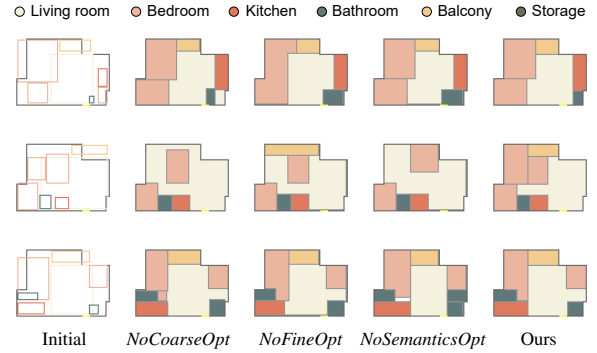 Living room Bedroom Kitchen Bathroom Balcony Storage
Initial NoCoarseOpt NoFineOpt NoSemanticsOpt Ours